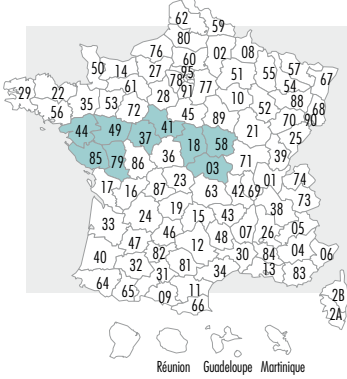 62 59
80
76 60 02 08
50 14 27 95 51 55 57 67
61 78 91 77 54
29 22 35 53 28 10 52 88 68
56 72 45 89 70 90
44 49 41 21 25
37 18 58
85 79 86 36 71 39
03
17 16 87 23 63 42 69 01 74
24 19 15 43 38 73
33 46 48 07 26 05
47 12
40 32 82 81 30 84 04 06
31 34 13 83
64 65 09 11
66
2B
2A
Réunion Guadeloupe Martinique